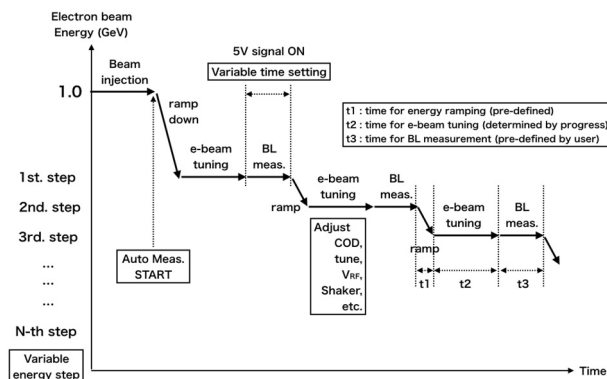 Electron beam
Energy (GeV)
Beam
injection
1.0
ramp
down
5V signal ON
Variable time setting
t1 : time for energy ramping (pre-defined)
t2 : time for e-beam tuning (determined by progress)
t3 : time for BL measurement (pre-defined by user)
e-beam
tuning
BL
meas.
1st. step
e-beam
tuning
BL
meas.
2nd. step
ramp
e-beam
tuning
BL
meas.
3rd. step
ramp
Adjust
COD,
tune,
VRF,
Shaker,
etc.
Auto Meas.
START
t1
t2
t3
...
...
...
N-th step
Variable
energy step
Time